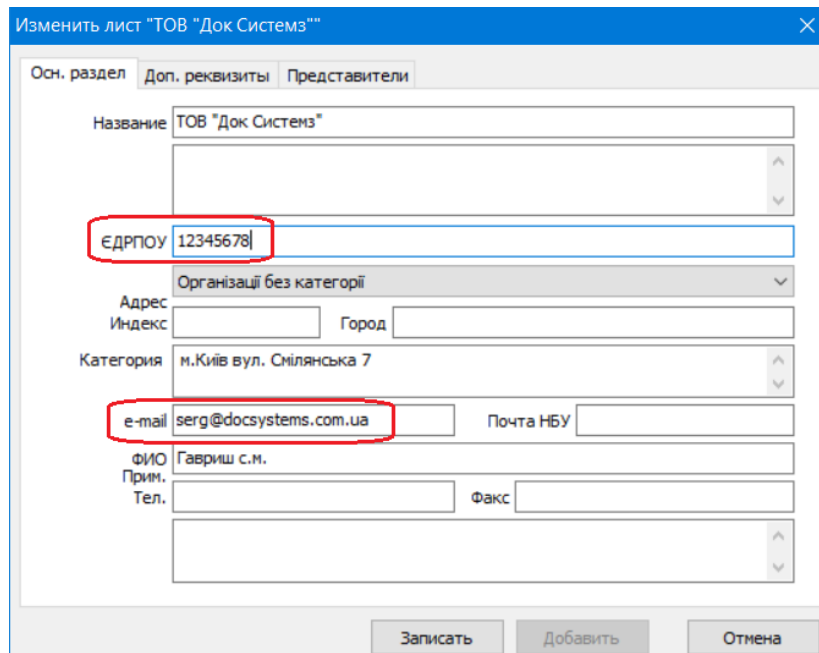 Изменить лист "ТОВ "Док Системз""
Осн. раздел Доп. реквизиты Представители
Название ТОВ "Док Системз"
ЄДРПОУ 12345678
Організації без категорії
Адрес
Индекс Город
Категория м.Київ вул. Смілянська 7
e-mail serg@docsystems.com.ua Почта НБУ
ФИО Гавриш с.м.
Прим.
Тел. Факс
Записать Добавить Отмена